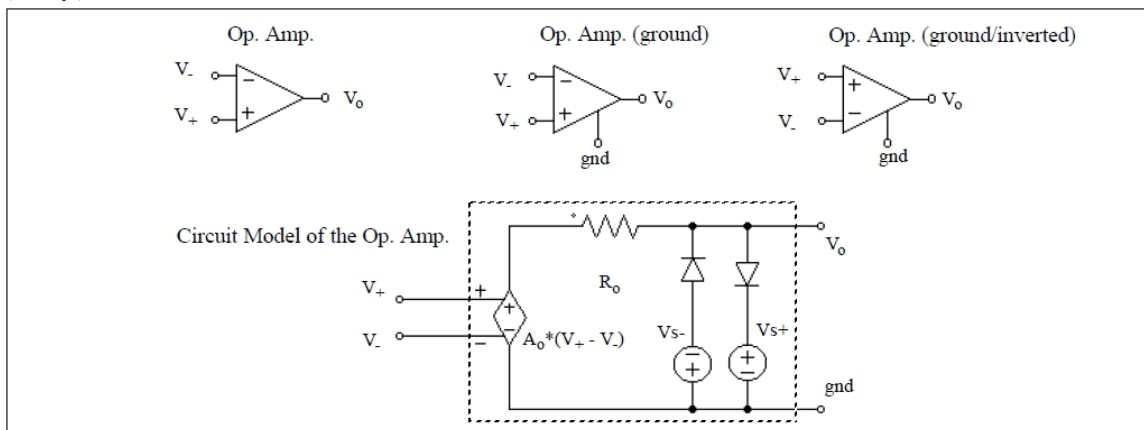 Op. Amp.
Op. Amp. (ground)
Op. Amp. (ground/inverted)
V-
V+
−
+
Vo
V-
V+
−
+
Vo
gnd
V+
V-
+
−
Vo
gnd
Circuit Model of the Op. Amp.
V+
V-
+
−
+
−
Ao*(V+ - V-)
Ro
Vs-
−
+
Vs+
+
−
Vo
gnd